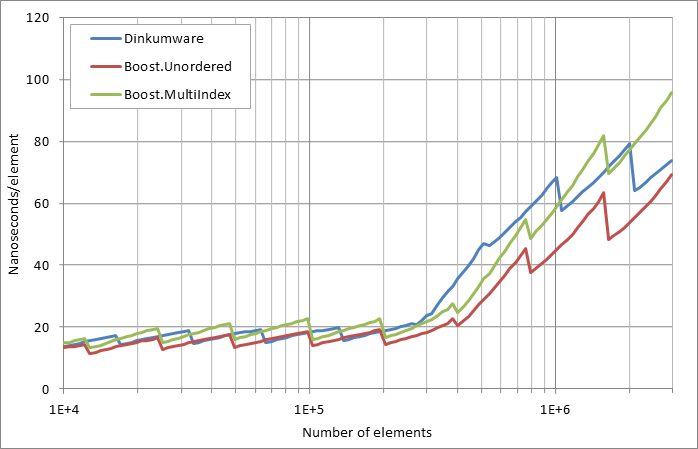 Dinkumware
Boost.Unordered
Boost.MultiIndex
120
100
80
60
40
20
0
Nanoseconds/element
1E+4
1E+5
1E+6
Number of elements